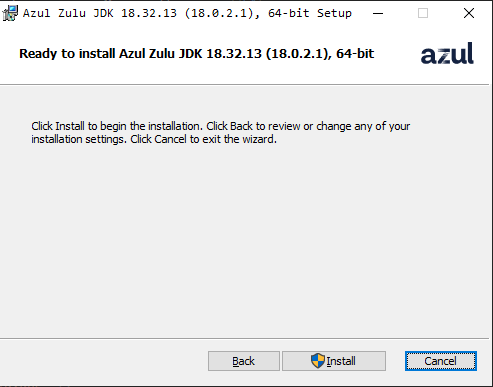 Azul Zulu JDK 18.32.13 (18.0.2.1), 64-bit Setup
Ready to install Azul Zulu JDK 18.32.13 (18.0.2.1), 64-bit
azul
Click Install to begin the installation. Click Back to review or change any of your
installation settings. Click Cancel to exit the wizard.
Back
Install
Cancel